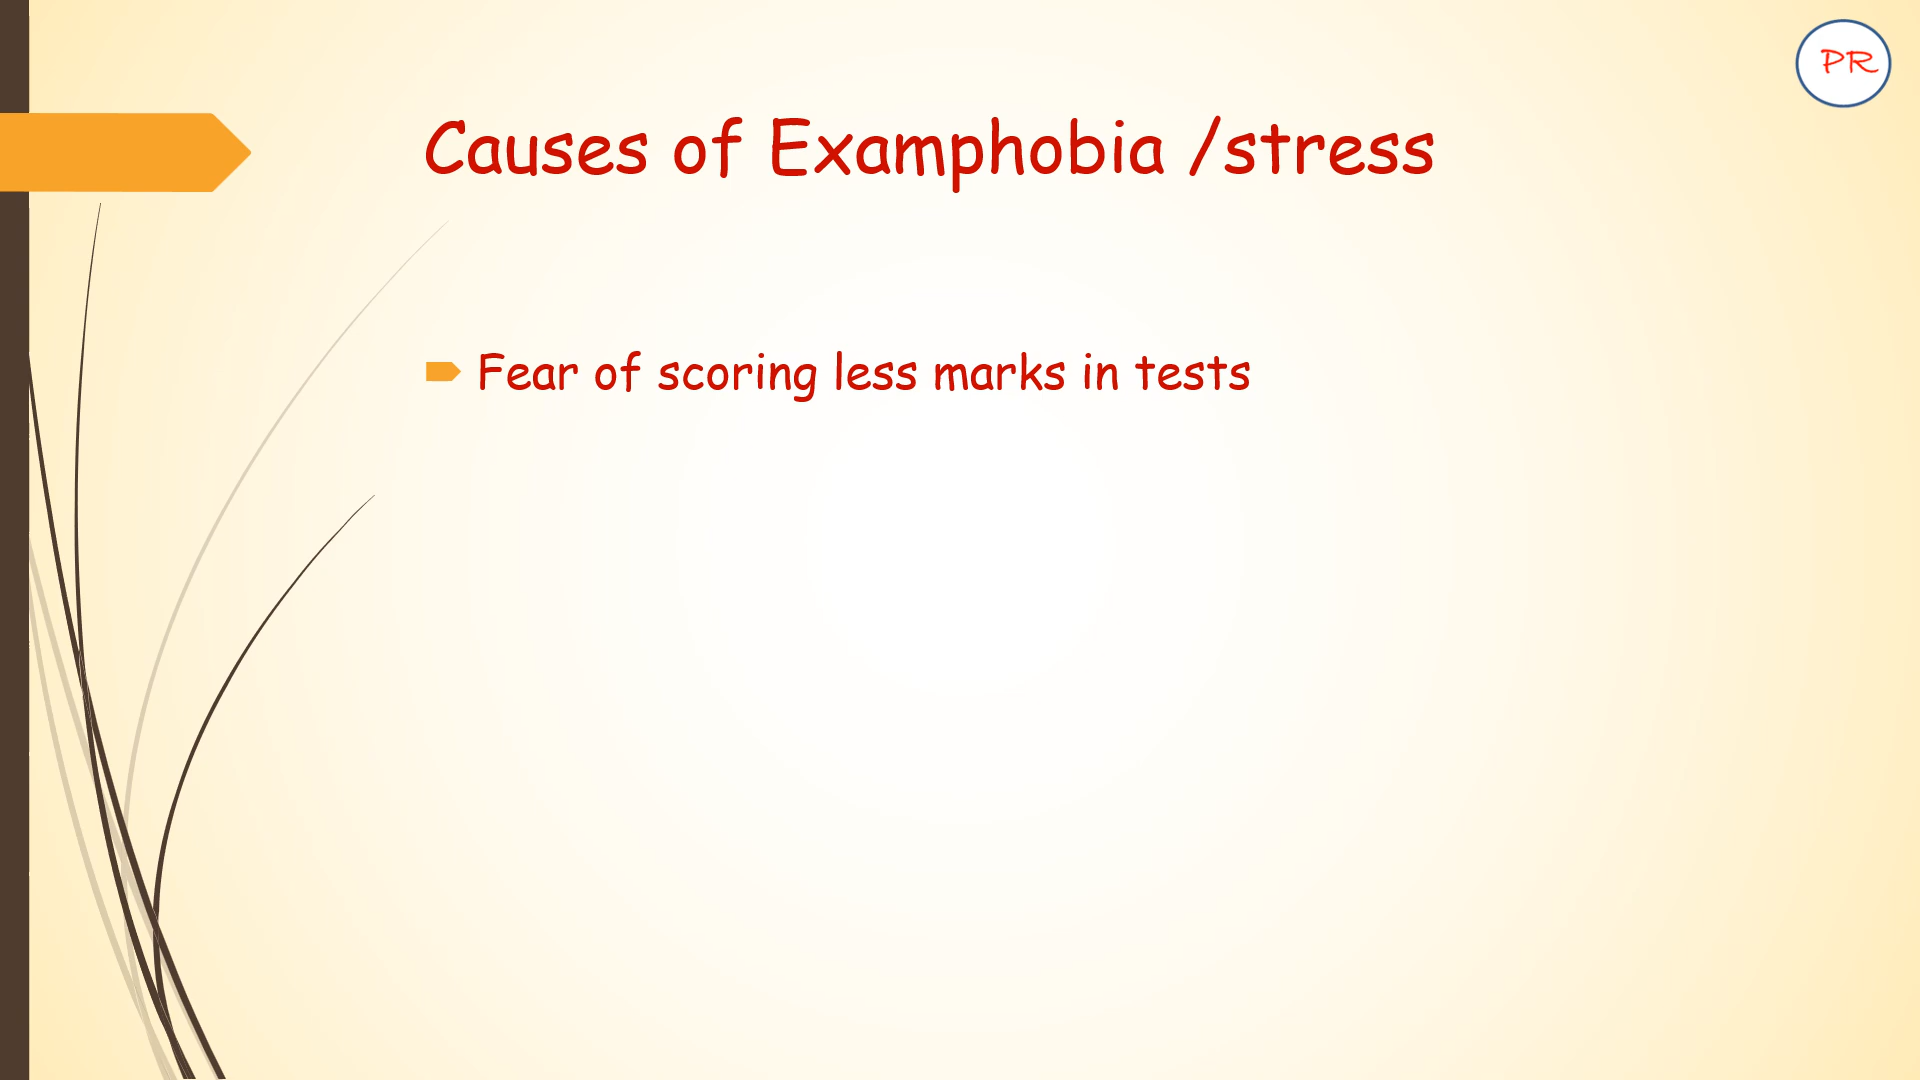 PR
Causes of Examphobia /stress
Fear of scoring less marks in tests